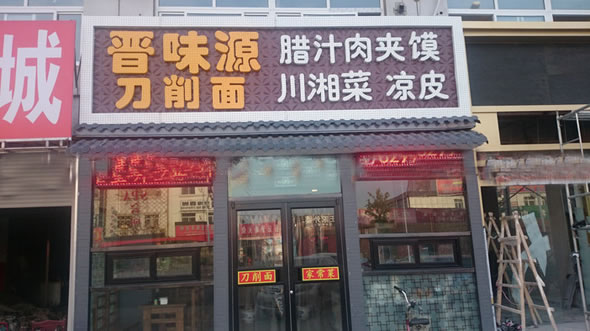 城
晋味源
刀削面
腊汁肉夹馍
川湘菜 凉皮
刀削面
家常菜